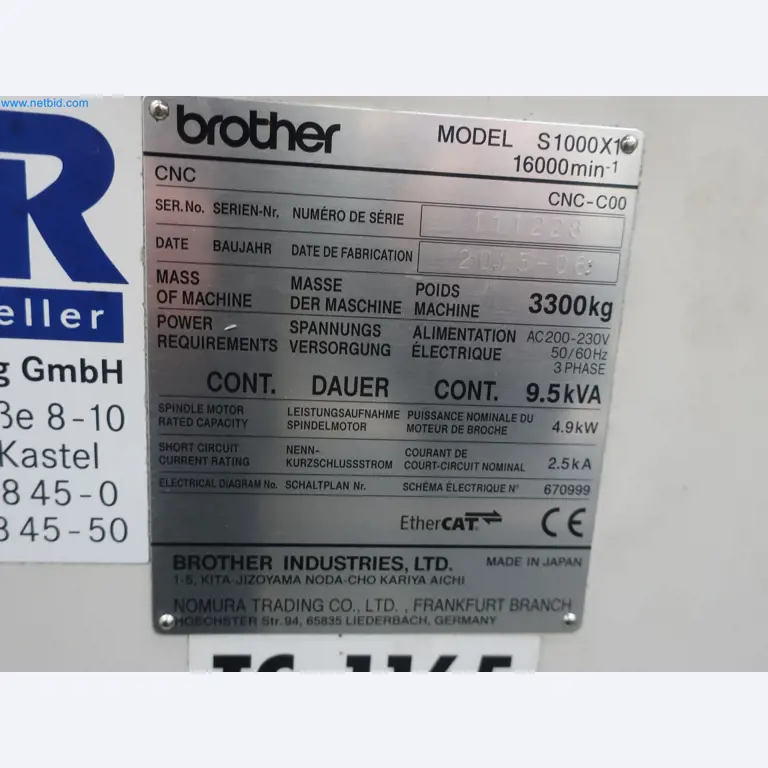 www.netbid.com
R
eller
g GmbH
ße 8-10
Kastel
8 45-0
8 45-50
brother MODEL S1000X1
16000min-1
CNC CNC-C00
SER.No. SERIEN-Nr. NUMÉRO DE SÉRIE 111228
DATE BAUJAHR DATE DE FABRICATION
MASS OF MACHINE MASSE DER MASCHINE POIDS MACHINE 3300kg
POWER REQUIREMENTS SPANNUNGS VERSORGUNG ALIMENTATION ÉLECTRIQUE AC200-230V
50/60Hz
3 PHASE
CONT. DAUER CONT. 9.5kVA
SPINDLE MOTOR RATED CAPACITY LEISTUNGSAUFNAHME SPINDELMOTOR PUISSANCE NOMINALE DU MOTEUR DE BROCHE 4.9kW
SHORT CIRCUIT CURRENT RATING NENN-KURZSCHLUSSSTROM COURANT DE COURT-CIRCUIT NOMINAL 2.5kA
ELECTRICAL DIAGRAM No. SCHALTPLAN Nr. SCHÉMA ÉLECTRIQUE N° 670999
EtherCAT CE
BROTHER INDUSTRIES, LTD. MADE IN JAPAN
1-5, KITA-JIZOYAMA NODA-CHO KARIYA AICHI
NOMURA TRADING CO., LTD. , FRANKFURT BRANCH
HOECHSTER Str.94, 65835 LIEDERBACH, GERMANY